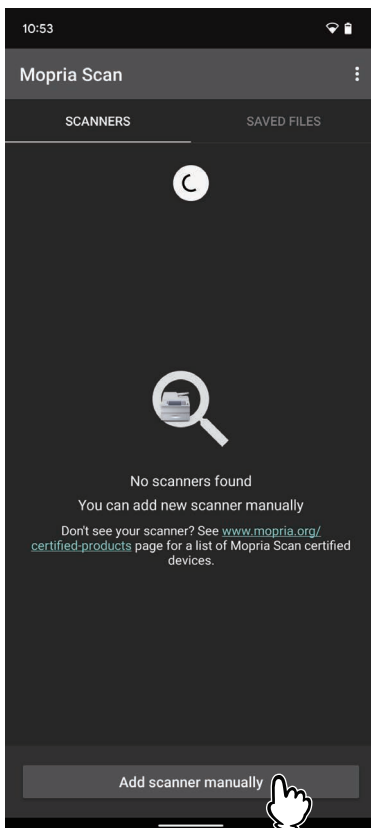 10:53
Mopria Scan
SCANNERS
SAVED FILES
No scanners found
You can add new scanner manually
Don't see your scanner? See www.mopria.org/
certified-products page for a list of Mopria Scan certified
devices.
Add scanner manually